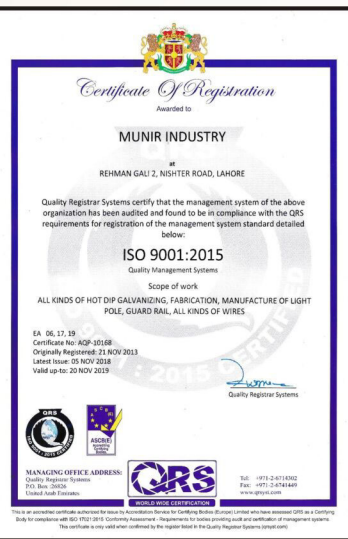 Certificate Of Registration
Awarded to
MUNIR INDUSTRY
at
REHMAN GALI 2, NISHTER ROAD, LAHORE
Quality Registrar Systems certify that the management system of the above
organization has been audited and found to be in compliance with the QRS
requirements for registration of the management system standard detailed
below:
ISO 9001:2015
Quality Management Systems
Scope of work
ALL KINDS OF HOT DIP GALVANIZING, FABRICATION, MANUFACTURE OF LIGHT
POLE, GUARD RAIL, ALL KINDS OF WIRES
EA 06, 17, 19
Certificate No: AQP-10168
Originally Registered: 21 NOV 2013
Latest Issue: 05 NOV 2018
Valid up-to: 20 NOV 2019
Quality Registrar Systems
QRS
ASCB(E)
Accrediting
Certifying
Bodies
MANAGING OFFICE ADDRESS:
Quality Registrar Systems
P.O. Box :26826
United Arab Emirates
QRS
WORLD WIDE CERTIFICATION
Tell +971-2-6714302
Fax: +971-2-6741449
www.qrsyst.com
This is an accredited certificate authorized for issue by Accreditation Service for Certifying Bodies (Europe) Limited who have assessed QRS as a Certifying
Body for compliance with ISO 17021:2015 'Conformity Assessment - Requirements for bodies providing audit and certification of management systems.
This certificate is only valid when confirmed by the register listed in the Quality Registrar Systems (qrsyst.com)